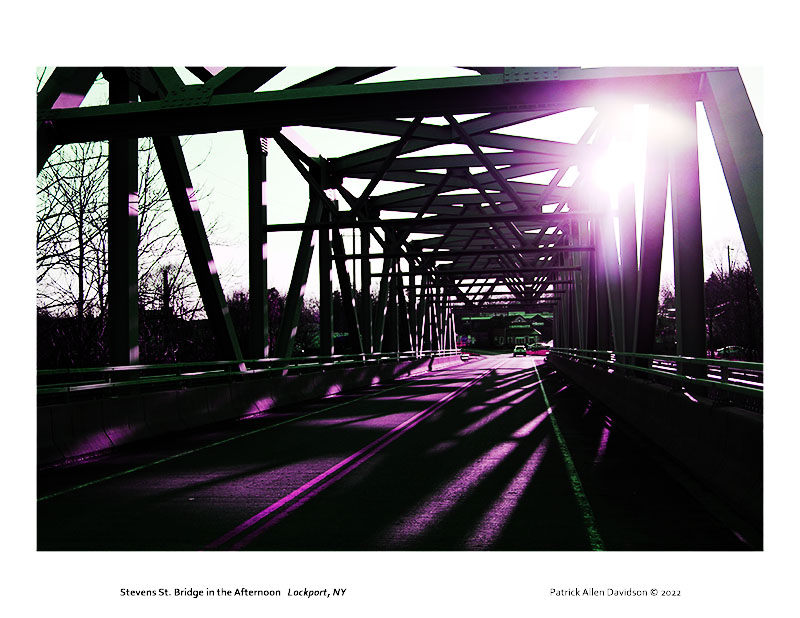 Stevens St. Bridge in the Afternoon Lockport, NY
Patrick Allen Davidson © 2022